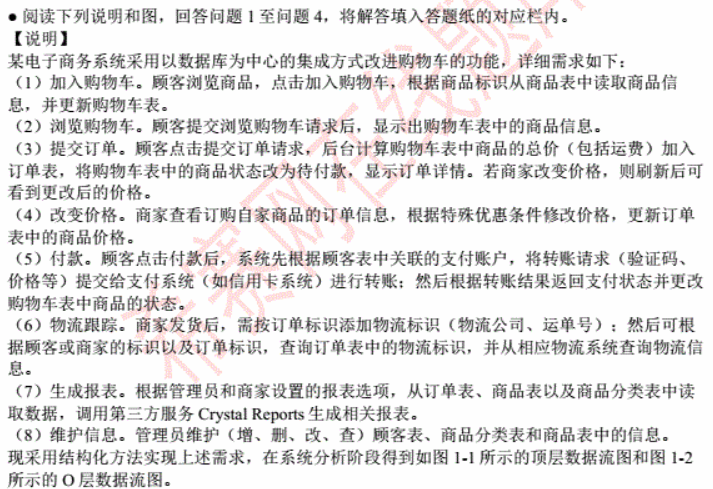 ● 阅读下列说明和图，回答问题 1 至问题 4，将解答填入答题纸的对应栏内。
【说明】
某电子商务系统采用以数据库为中心的集成方式改进购物车的功能，详细需求如下：
（1）加入购物车。顾客浏览商品，点击加入购物车，根据商品标识从商品表中读取商品信
息，并更新购物车表。
（2）浏览购物车。顾客提交浏览购物车请求后，显示出购物车表中的商品信息。
（3）提交订单。顾客点击提交订单请求，后台计算购物车表中商品的总价（包括运费）加入
订单表，将购物车表中的商品状态改为待付款，显示订单详情。若商家改变价格，则刷新后可
看到更改后的价格。
（4）改变价格。商家查看订购自家商品的订单信息，根据特殊优惠条件修改价格，更新订单
表中的商品价格。
（5）付款。顾客点击付款后，系统先根据顾客表中关联的支付账户，将转账请求（验证码、
价格等）提交给支付系统（如信用卡系统）进行转账；然后根据转账结果返回支付状态并更改
购物车表中商品的状态。
（6）物流跟踪。商家发货后，需按订单标识添加物流标识（物流公司、运单号）；然后可根
据顾客或商家的标识以及订单标识，查询订单表中的物流标识，并从相应物流系统查询物流信
息。
（7）生成报表。根据管理员和商家设置的报表选项，从订单表、商品表以及商品分类表中读
取数据，调用第三方服务 Crystal Reports 生成相关报表。
（8）维护信息。管理员维护（增、删、改、查）顾客表、商品分类表和商品表中的信息。
现采用结构化方法实现上述需求，在系统分析阶段得到如图 1-1 所示的顶层数据流图和图 1-2
所示的 O 层数据流图。
希赛网在线题库